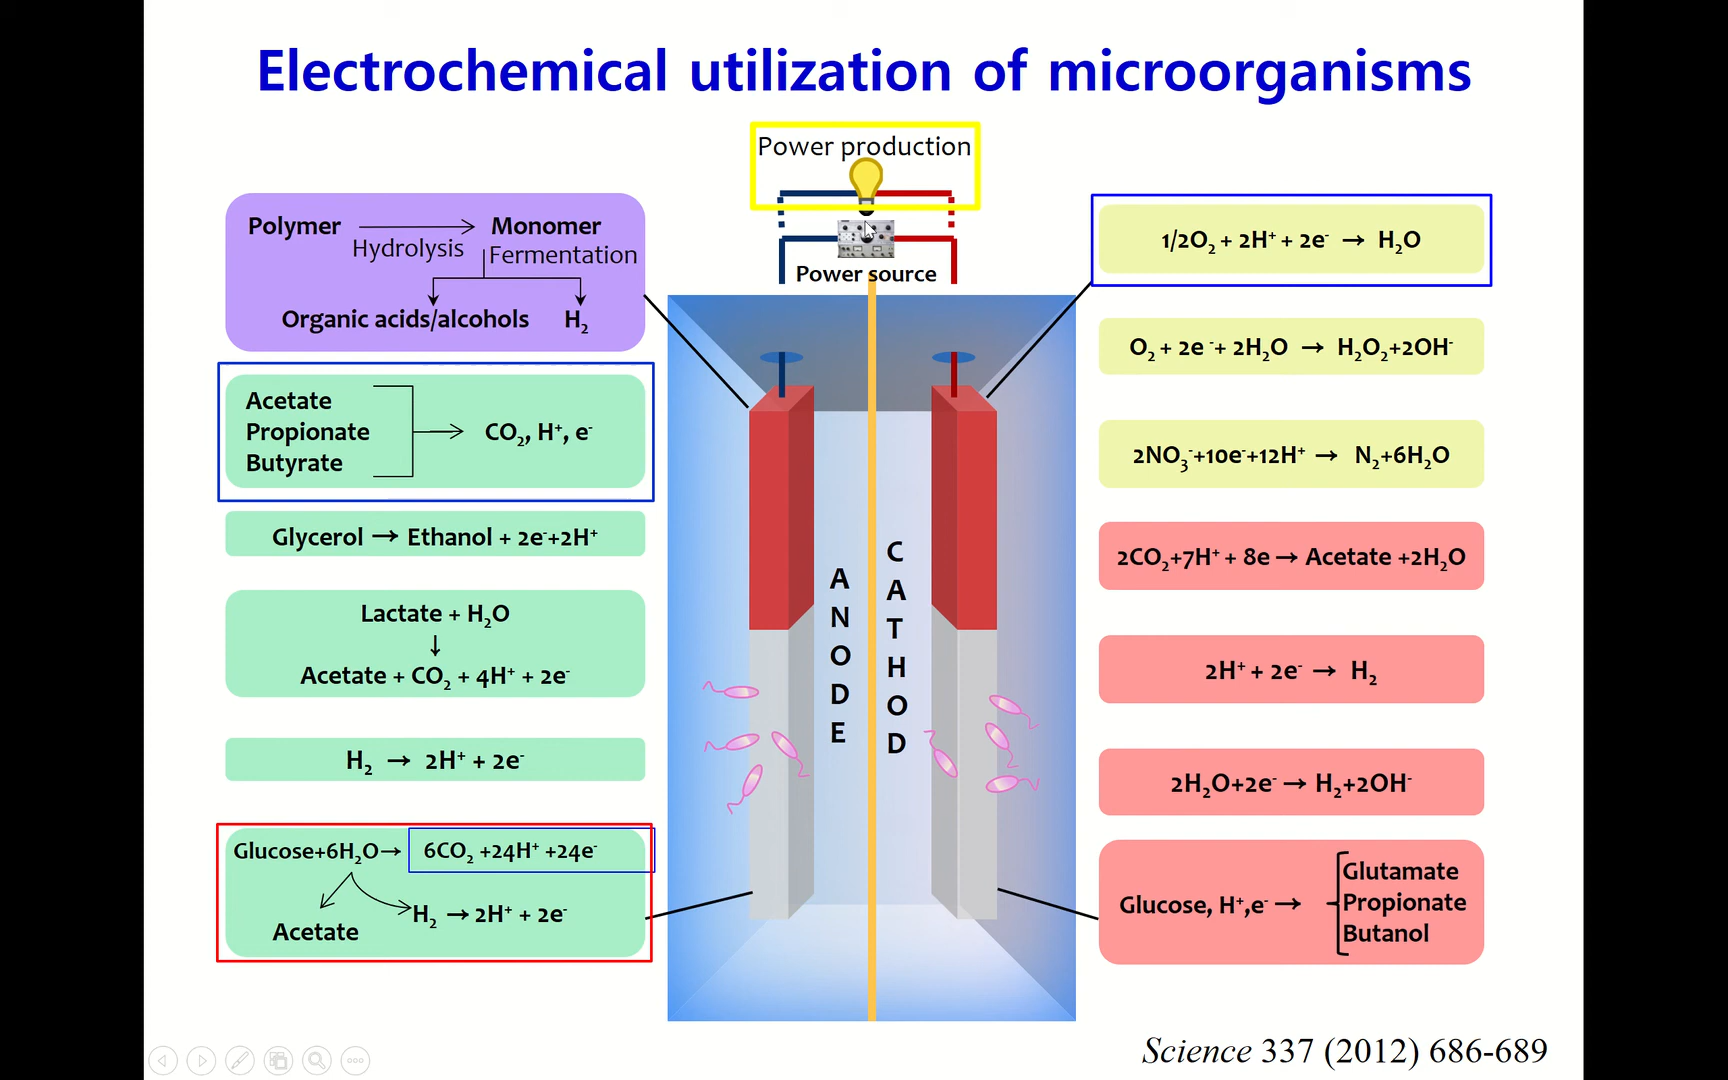 Electrochemical utilization of microorganisms
Power production
Power source
Polymer → Monomer
Hydrolysis
Fermentation
Organic acids/alcohols H₂
Acetate
Propionate
Butyrate
CO₂, H⁺, e⁻
Glycerol → Ethanol + 2e⁻+2H⁺
Lactate + H₂O
↓
Acetate + CO₂ + 4H⁺ + 2e⁻
H₂ → 2H⁺ + 2e⁻
Glucose+6H₂O→ 6CO₂ +24H⁺ +24e⁻
H₂ →2H⁺ + 2e⁻
Acetate
ANODE
CATHOD
1/2O₂ + 2H⁺ + 2e⁻ → H₂O
O₂ + 2e ⁻+ 2H₂O → H₂O₂+2OH⁻
2NO₃⁻+10e⁻+12H⁺ → N₂+6H₂O
2CO₂+7H⁺ + 8e → Acetate +2H₂O
2H⁺ + 2e⁻ → H₂
2H₂O+2e⁻ → H₂+2OH⁻
Glucose, H⁺,e⁻ →
Glutamate
Propionate
Butanol
Science 337 (2012) 686-689